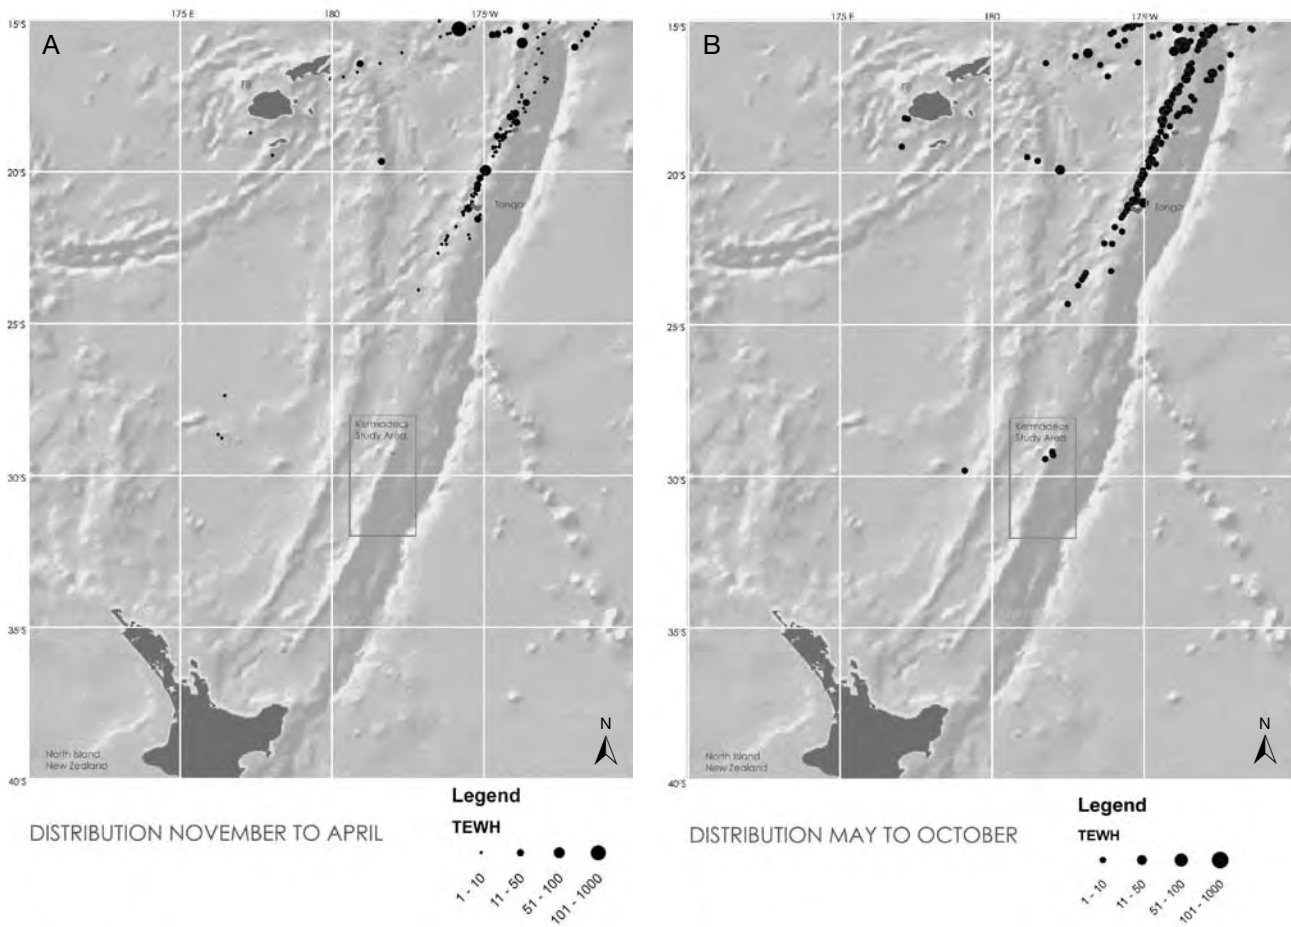 175 E
180
175°W
175 E
180
175°W
15°S
A
15°S
B
Fiji
20°S
20°S
Tonga
Tonga
25°S
25°S
Kermadecs
Study Area
Kermadecs
Study Area
30°S
30°S
35°S
35°S
N
N
North Island
New Zealand
North Island
New Zealand
40°S
40°S
DISTRIBUTION NOVEMBER TO APRIL
Legend
TEWH
1 - 10
11 - 50
51 - 100
101 - 1000
DISTRIBUTION MAY TO OCTOBER
Legend
TEWH
1 - 10
11 - 50
51 - 100
101 - 1000